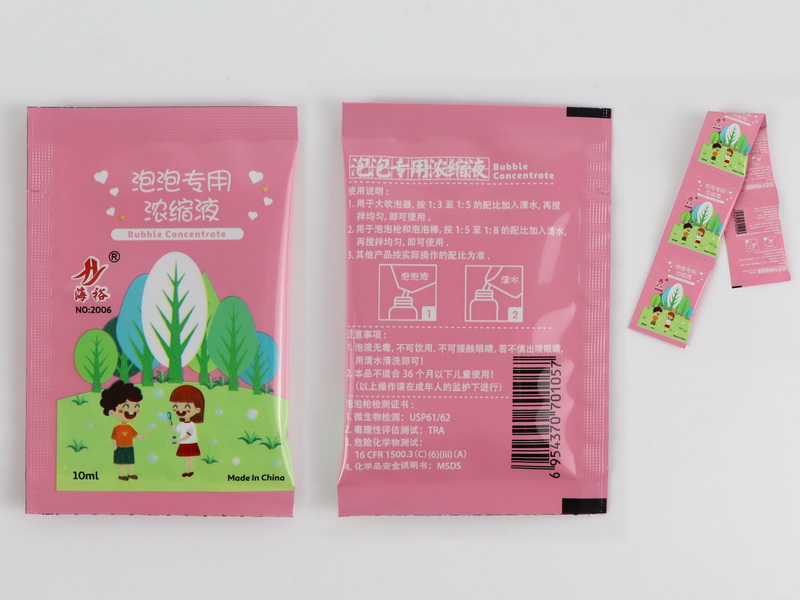 泡泡专用
浓缩液
Bubble Concentrate
®
海裕
NO:2006
10ml
Made In China
泡泡专用浓缩液 Bubble Concentrate
使用说明:
1. 用于大吹泡器, 按 1:3 至 1:5 的配比加入清水, 再搅
拌均匀, 即可使用.
2. 用于泡泡枪和泡泡棒, 按 1:5 至 1:8 的配比加入清水,
再搅拌均匀, 即可使用.
3. 其他产品按实际操作的配比为准.
泡泡液
1
清水
2
注意事项:
1. 泡液无毒, 不可饮用, 不可接触眼睛, 若不慎出喷眼睛,
用清水清洗即可!
2. 本品不适合 36 个月以下儿童使用!
(以上操作请在成年人的监护下进行)
泡泡枪检测证书:
1. 微生物检测: USP61/62
2. 毒理性评估测试: TRA
3. 危险化学物测试:
16 CFR 1500.3 (C) (6)(iii) (A)
4. 化学品安全说明书: MSDS
6 954370 701057